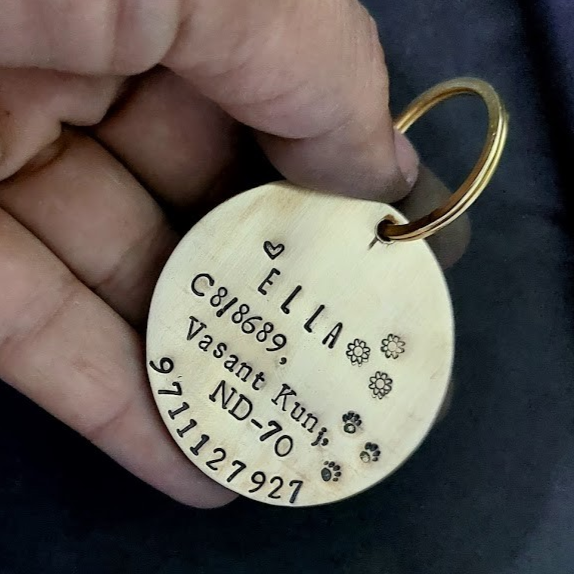 ELLA
C8/8689,
Vasant Kunj,
ND-70
9711127927